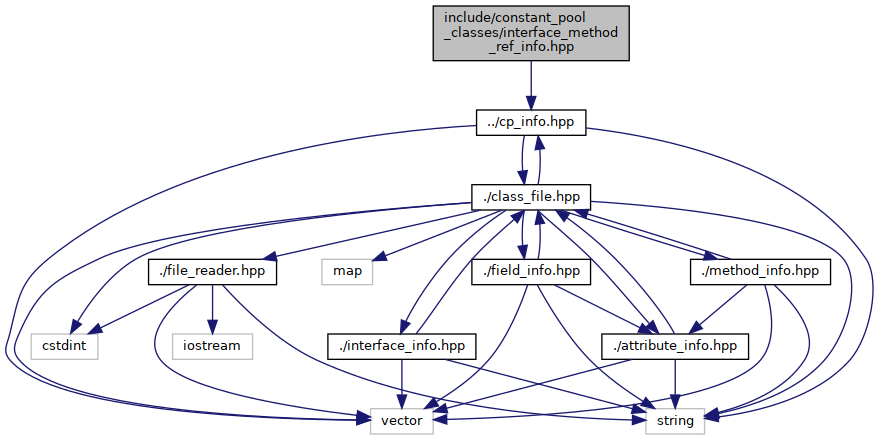 include/constant_pool
_classes/interface_method
_ref_info.hpp
../cp_info.hpp
./class_file.hpp
./file_reader.hpp
map
./field_info.hpp
./method_info.hpp
cstdint
iostream
./interface_info.hpp
./attribute_info.hpp
vector
string